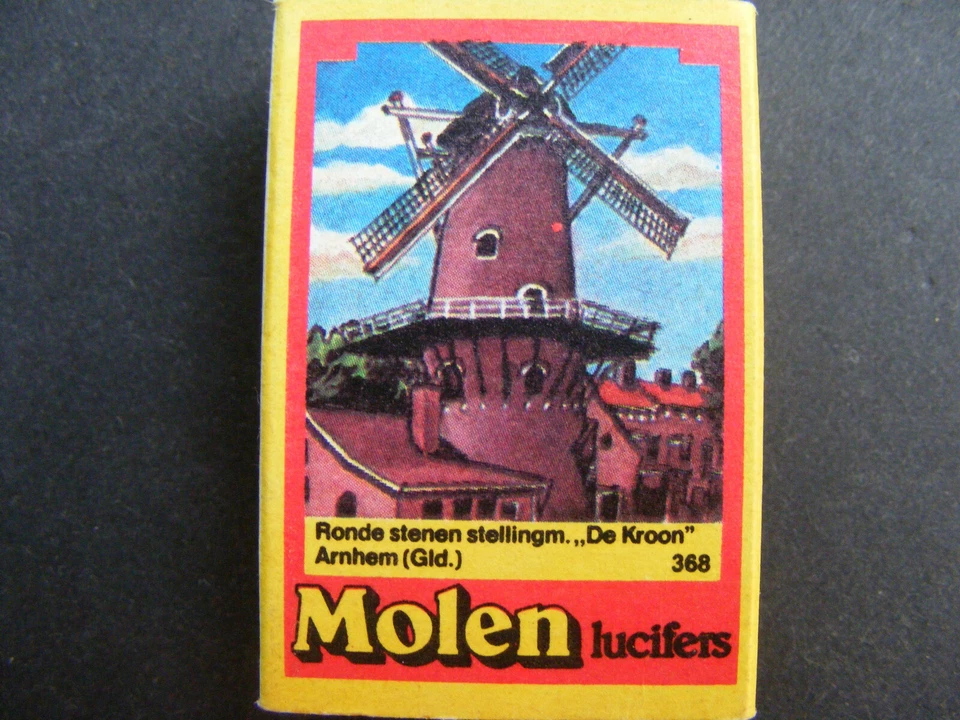 Ronde stenen stellingm. „De Kroon”
Arnhem (Gld.) 368
Molen lucifers